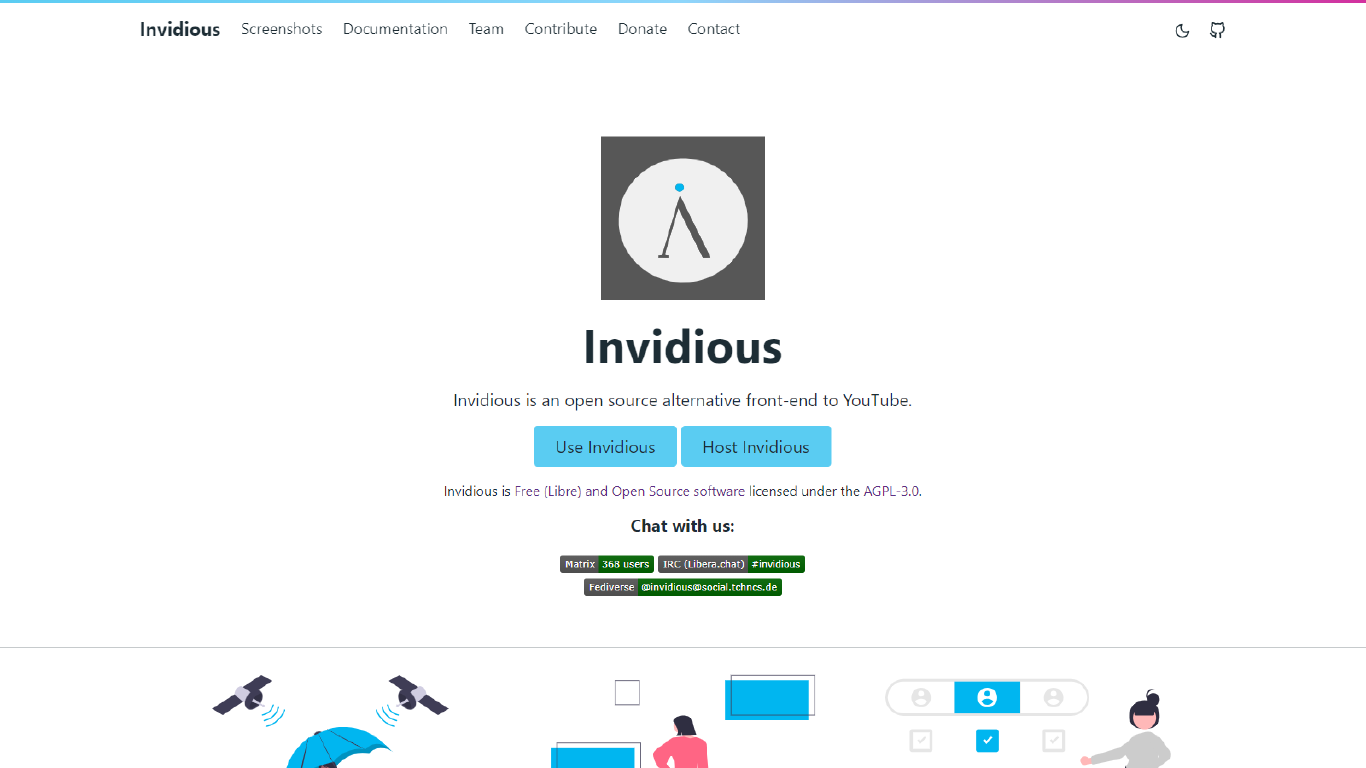 Invidious Screenshots Documentation Team Contribute Donate Contact
Invidious
Invidious is an open source alternative front-end to YouTube.
Use Invidious Host Invidious
Invidious is Free (Libre) and Open Source software licensed under the AGPL-3.0.
Chat with us:
Matrix 368 users IRC (Libera.chat) #invidious
Fediverse @invidious@social.tchncs.de